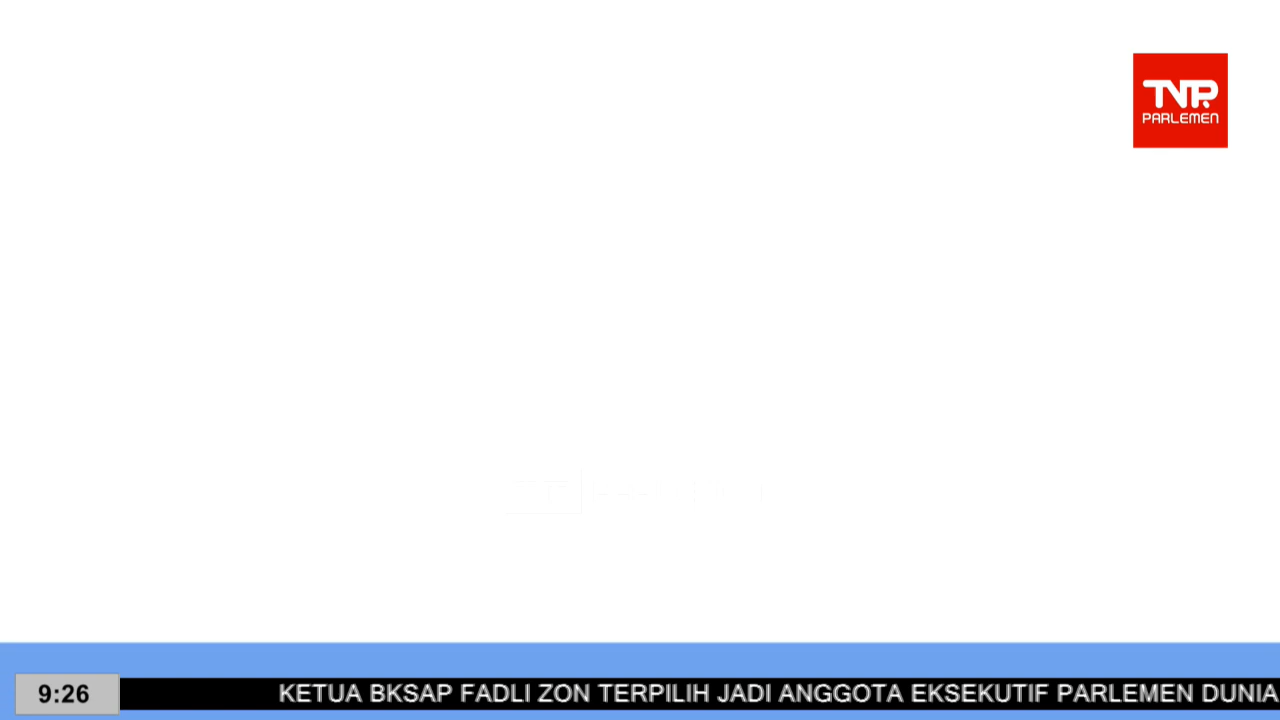 TVR
PARLEMEN
9:26
KETUA BKSAP FADLI ZON TERPILIH JADI ANGGOTA EKSEKUTIF PARLEMEN DUNIA